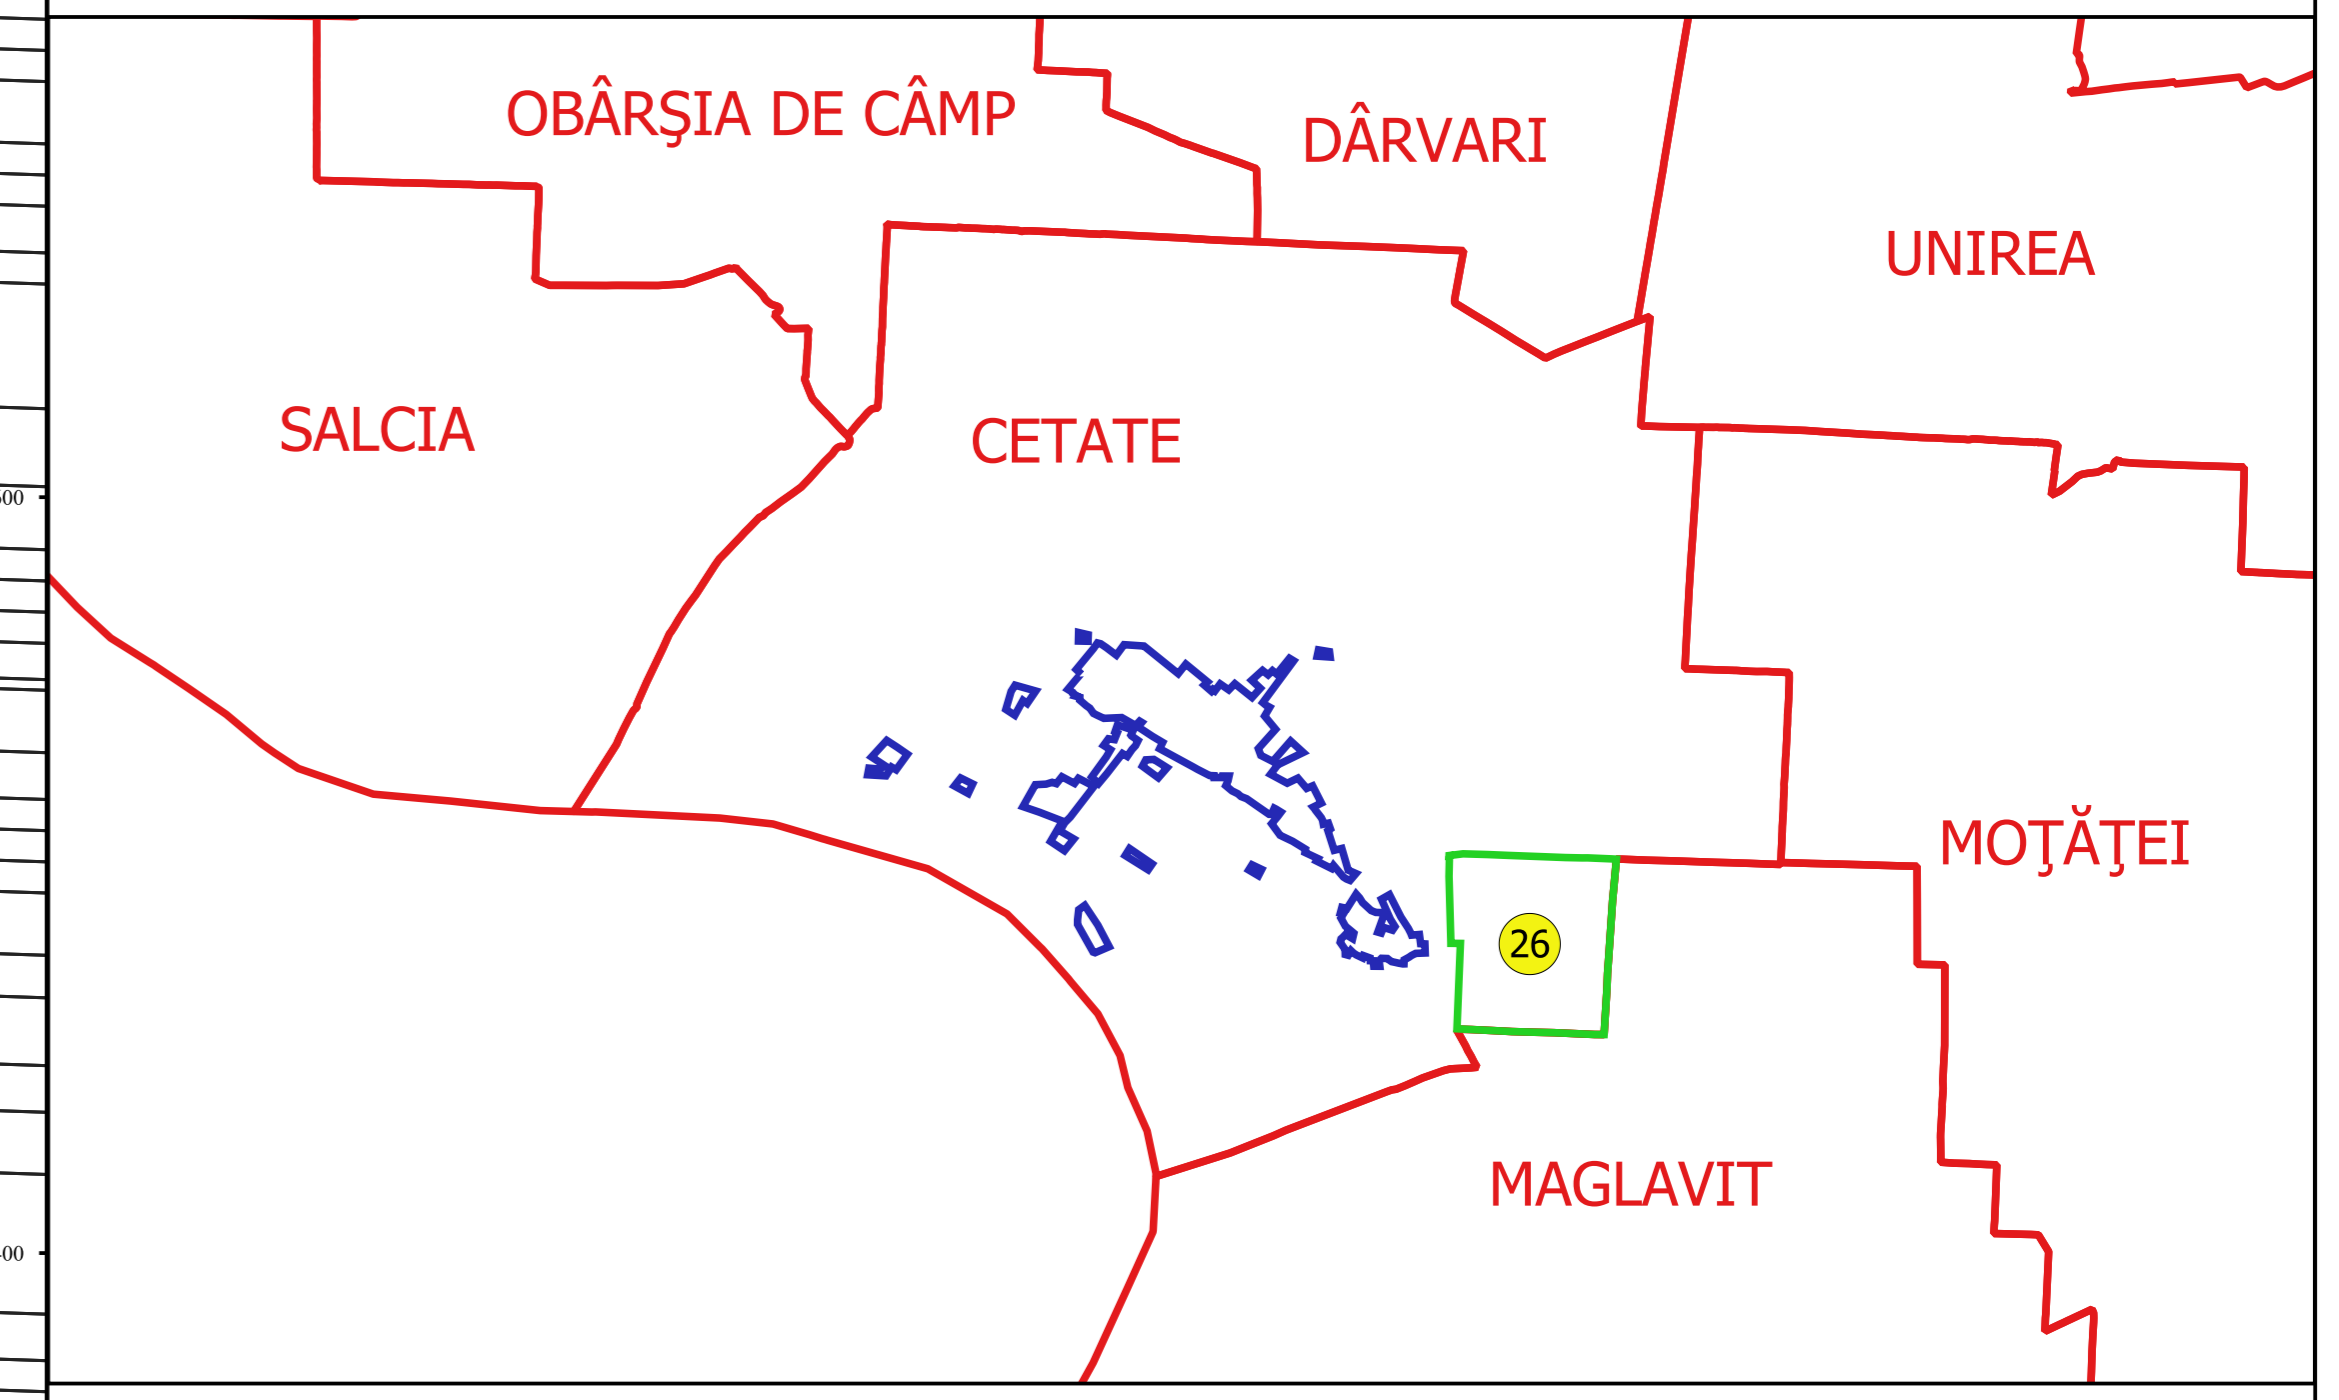 OBÂRŞIA DE CÂMP
DÂRVARI
UNIREA
SALCIA
CETATE
MOŢĂŢEI
26
MAGLAVIT